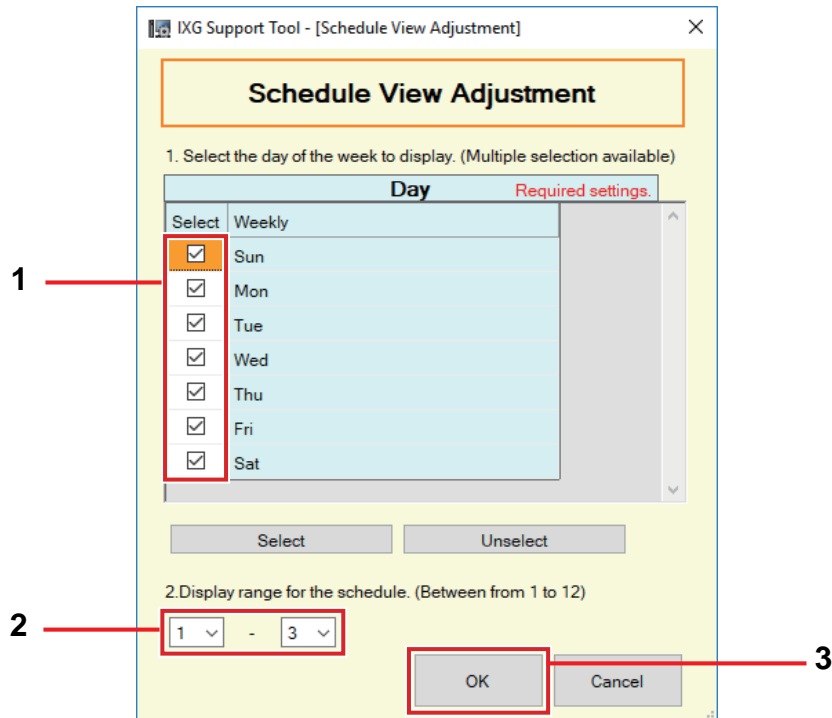 IXG Support Tool - [Schedule View Adjustment]
Schedule View Adjustment
1. Select the day of the week to display. (Multiple selection available)
Day Required settings.
Select Weekly
Sun
1
Mon
Tue
Wed
Thu
Fri
Sat
Select Unselect
2.Display range for the schedule. (Between from 1 to 12)
2 1 - 3
3
OK Cancel